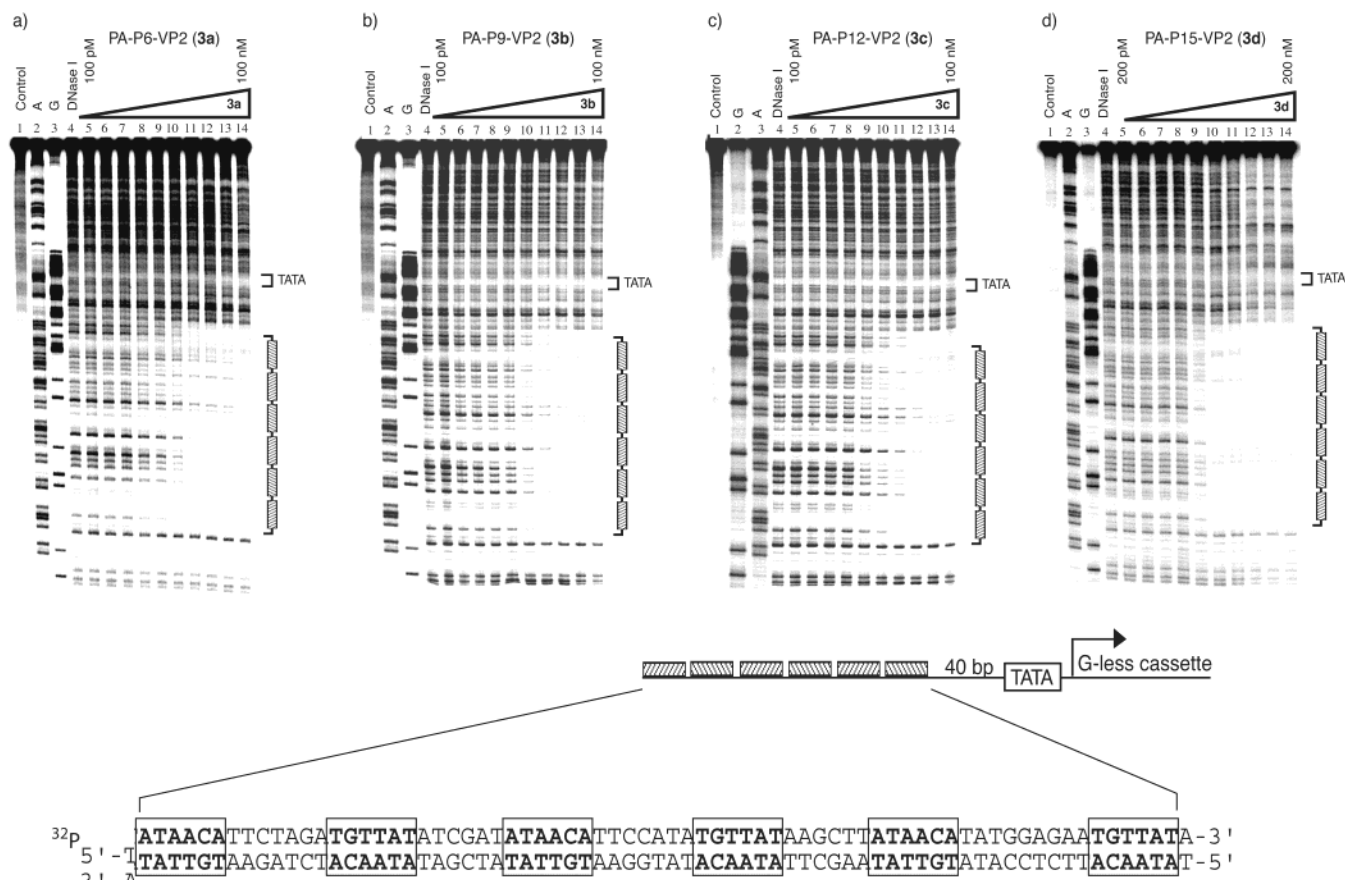 a) b) c) d)
PA-P6-VP2 (3a) PA-P9-VP2 (3b) PA-P12-VP2 (3c) PA-P15-VP2 (3d)
Control A G DNase I 100 pM 3a 100 nM
1 2 3 4 5 6 7 8 9 10 11 12 13 14
TATA
Control A G DNase I 100 pM 3b 100 nM
1 2 3 4 5 6 7 8 9 10 11 12 13 14
TATA
Control G A DNase I 100 pM 3c 100 nM
1 2 3 4 5 6 7 8 9 10 11 12 13 14
TATA
Control A G DNase I 200 pM 3d 200 nM
1 2 3 4 5 6 7 8 9 10 11 12 13 14
TATA
40 bp TATA G-less cassette
32P
5'-T ATAACATTCTAGATGTTATATCGATATAACATTCCATATGTTATAAGCTTATAACATATGGAGAATGTTATA-3'
3'-A TATTGTAAGATCTACAATATAGCTATATTGTAAGGTATACAATATTCGAATATTGTATACCTCTTACAATAT-5'